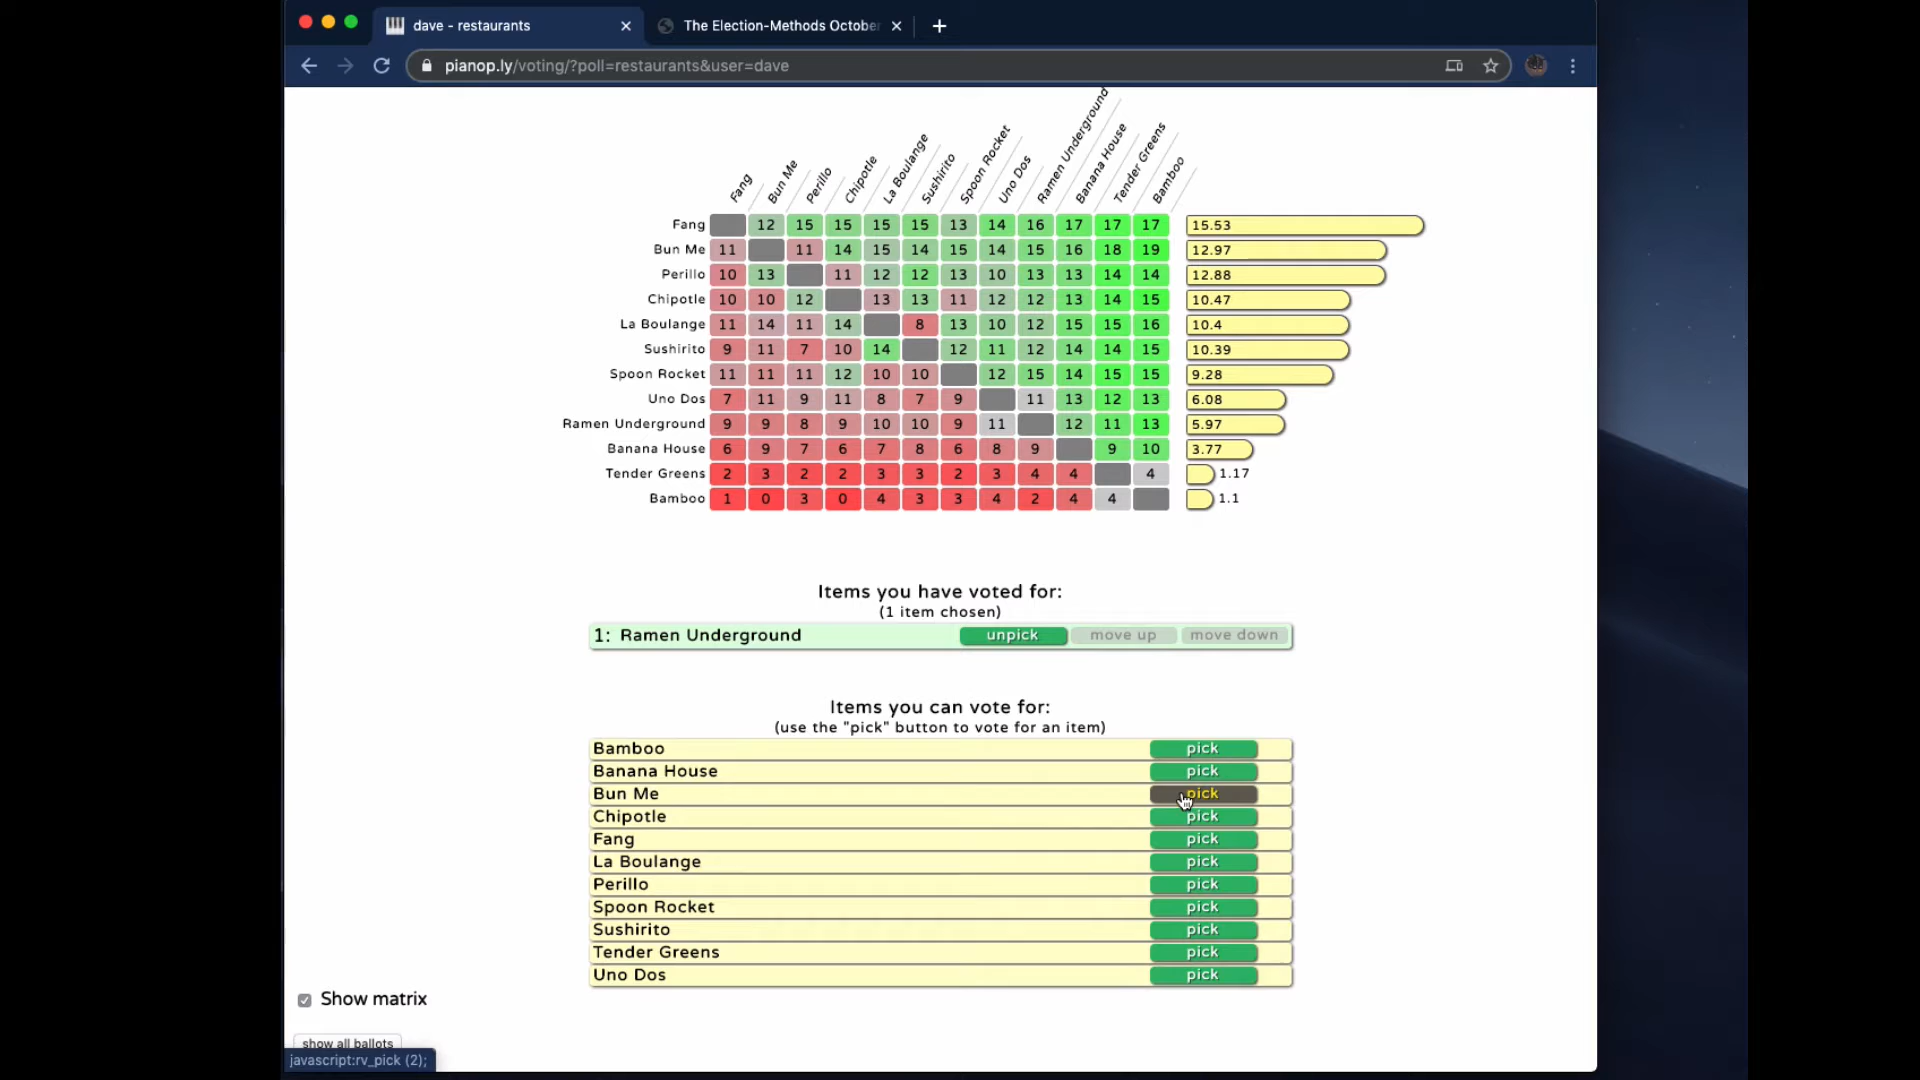 dave - restaurants
The Election-Methods October
pianop.ly/voting/?poll=restaurants&user=dave
Fang Bun Me Perillo Chipotle La Boulange Sushirito Spoon Rocket Uno Dos Ramen Underground Banana House Tender Greens Bamboo
Fang 12 15 15 15 15 13 14 16 17 17 17 15.53
Bun Me 11 11 14 15 14 15 14 15 16 18 19 12.97
Perillo 10 13 11 12 12 13 10 13 13 14 14 12.88
Chipotle 10 10 12 13 13 11 12 12 13 14 15 10.47
La Boulange 11 14 11 14 8 13 10 12 15 15 16 10.4
Sushirito 9 11 7 10 14 12 11 12 14 14 15 10.39
Spoon Rocket 11 11 11 12 10 10 12 15 14 15 15 9.28
Uno Dos 7 11 9 11 8 7 9 11 13 12 13 6.08
Ramen Underground 9 9 8 9 10 10 9 11 12 11 13 5.97
Banana House 6 9 7 6 7 8 6 8 9 9 10 3.77
Tender Greens 2 3 2 2 3 3 2 3 4 4 4 1.17
Bamboo 1 0 3 0 4 3 3 4 2 4 4 1.1
Items you have voted for:
(1 item chosen)
1: Ramen Underground unpick move up move down
Items you can vote for:
(use the "pick" button to vote for an item)
Bamboo pick
Banana House pick
Bun Me pick
Chipotle pick
Fang pick
La Boulange pick
Perillo pick
Spoon Rocket pick
Sushirito pick
Tender Greens pick
Uno Dos pick
Show matrix
show all ballots
javascript:rv_pick (2);